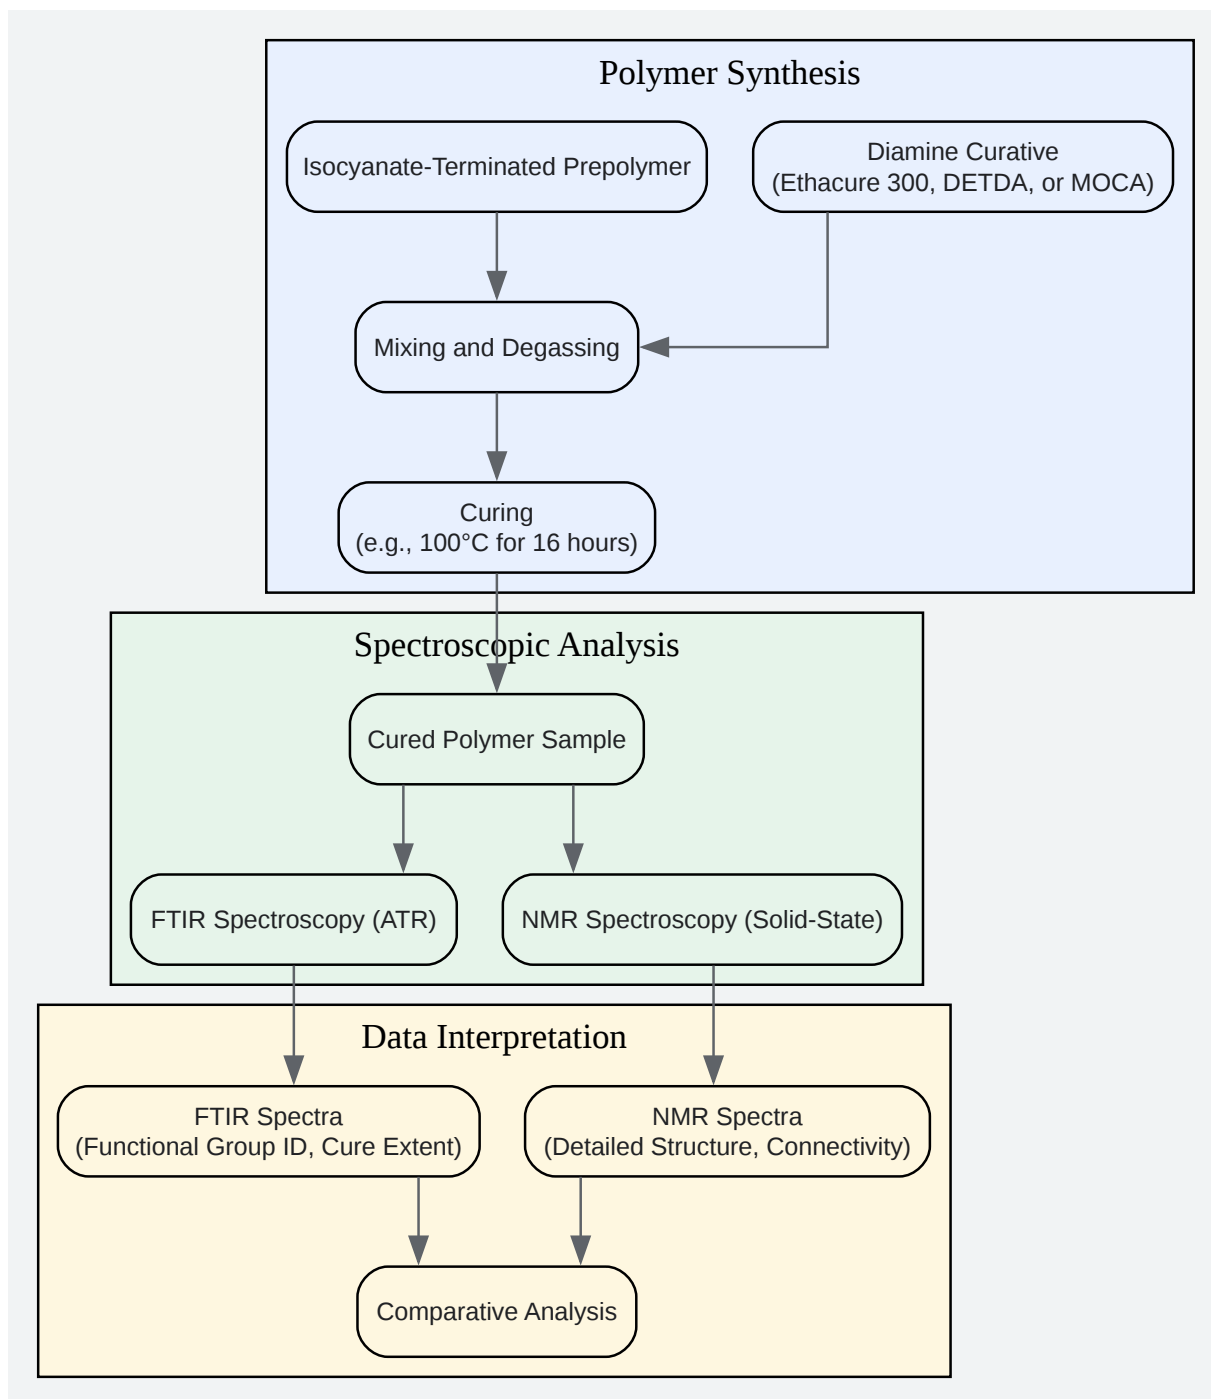 Polymer Synthesis
Isocyanate-Terminated Prepolymer
Diamine Curative
(Ethacure 300, DETDA, or MOCA)
Mixing and Degassing
Curing
(e.g., 100°C for 16 hours)
Spectroscopic Analysis
Cured Polymer Sample
FTIR Spectroscopy (ATR)
NMR Spectroscopy (Solid-State)
Data Interpretation
FTIR Spectra
(Functional Group ID, Cure Extent)
NMR Spectra
(Detailed Structure, Connectivity)
Comparative Analysis